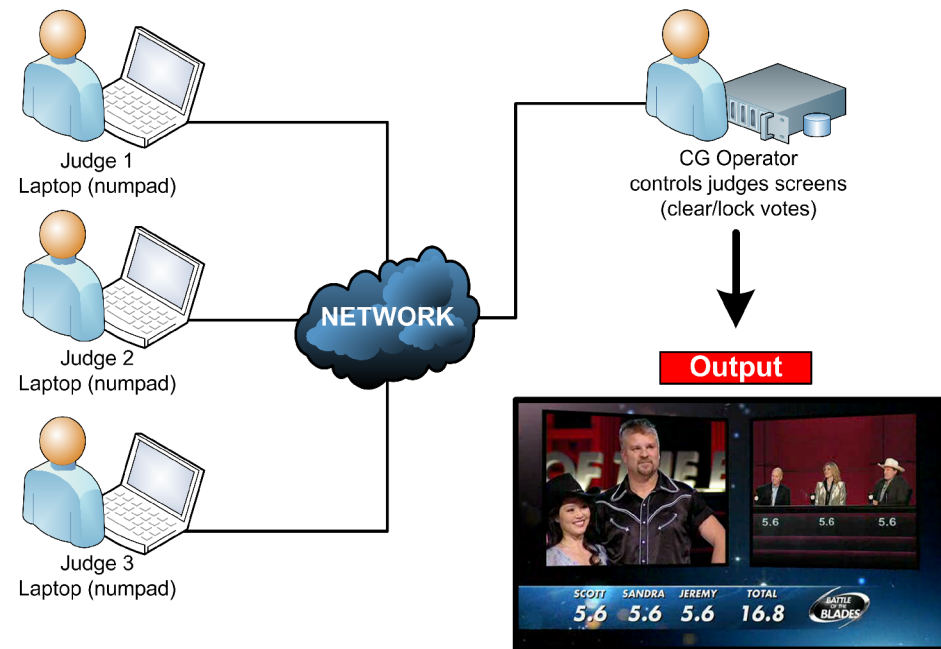 Judge 1
Laptop (numpad)
Judge 2
Laptop (numpad)
Judge 3
Laptop (numpad)
NETWORK
CG Operator
controls judges screens
(clear/lock votes)
Output
OF THE B
5.6 5.6 5.6
SCOTT SANDRA JEREMY TOTAL
5.6 5.6 5.6 16.8
BATTLE
OF THE
BLADES